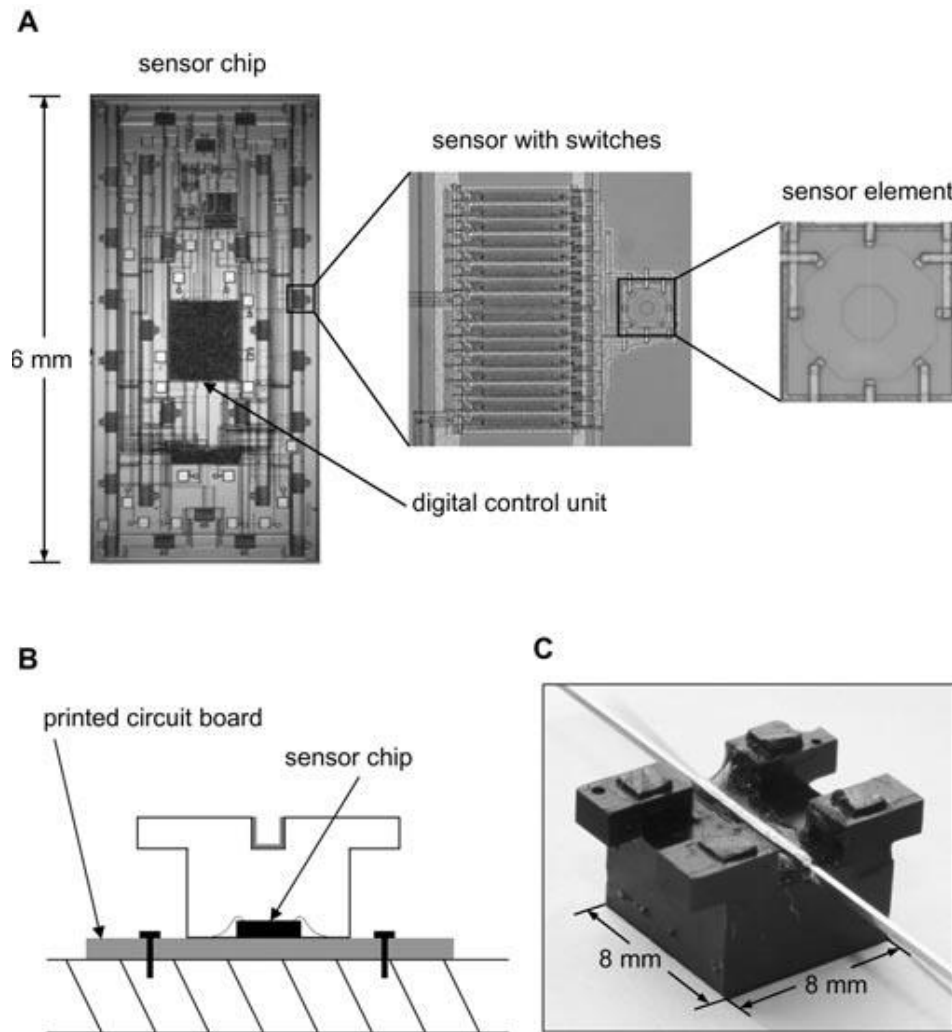 A
sensor chip
sensor with switches
sensor element
6 mm
digital control unit
B
C
printed circuit board
sensor chip
8 mm
8 mm